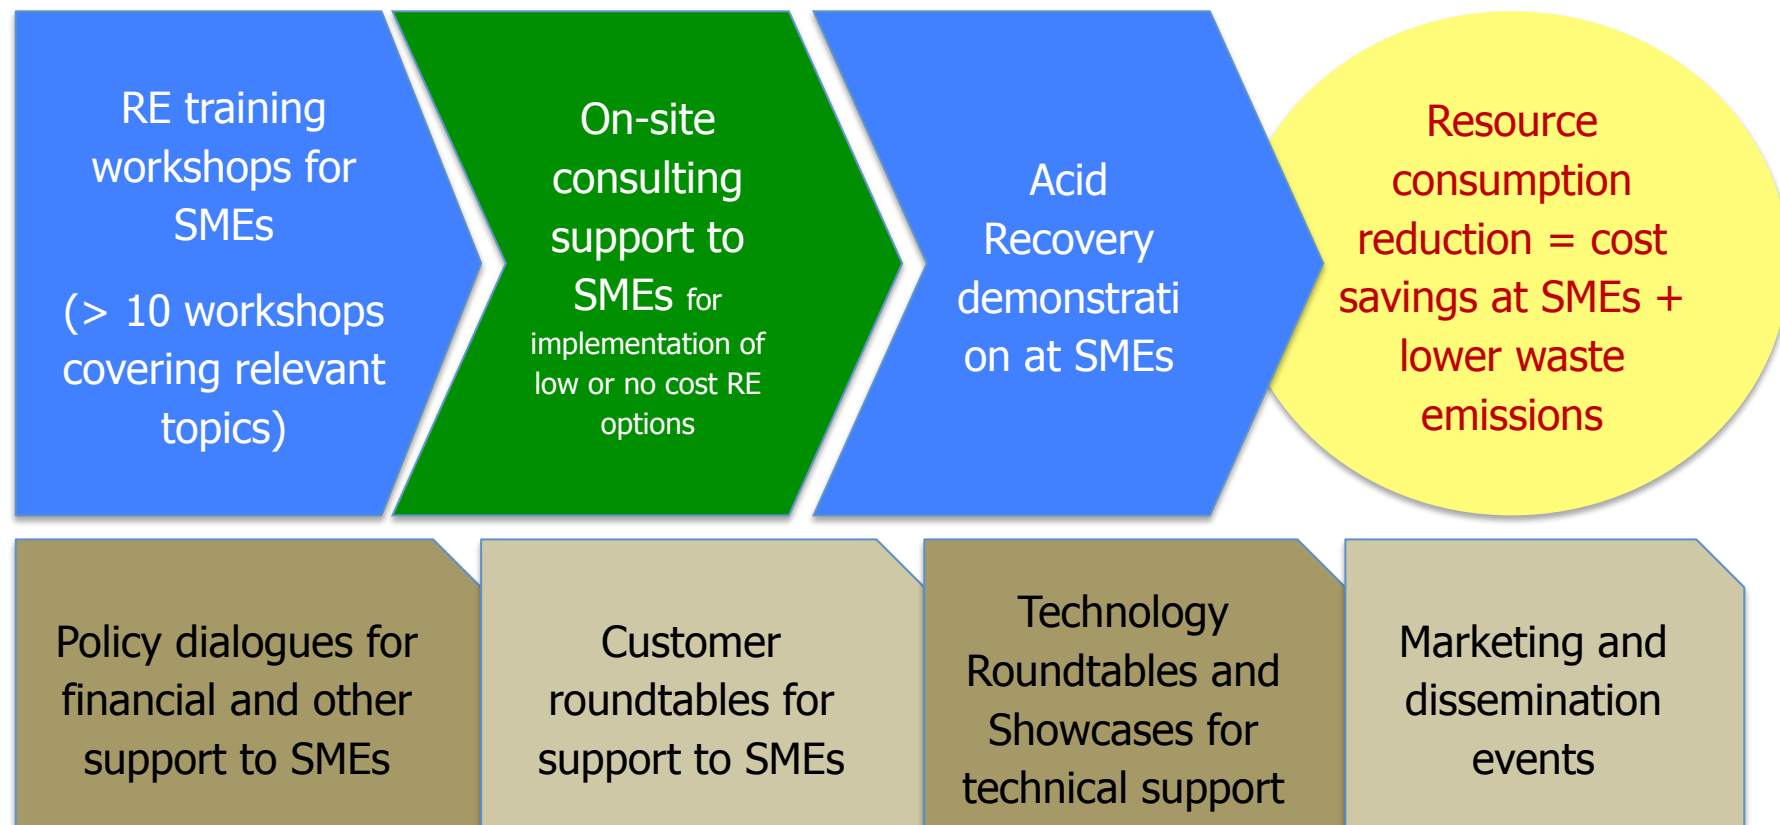 RE training
workshops for
SMEs
(> 10 workshops
covering relevant
topics)
On-site
consulting
support to
SMEs for
implementation of
low or no cost RE
options
Acid
Recovery
demonstrati
on at SMEs
Resource
consumption
reduction = cost
savings at SMEs +
lower waste
emissions
Policy dialogues for
financial and other
support to SMEs
Customer
roundtables for
support to SMEs
Technology
Roundtables and
Showcases for
technical support
Marketing and
dissemination
events